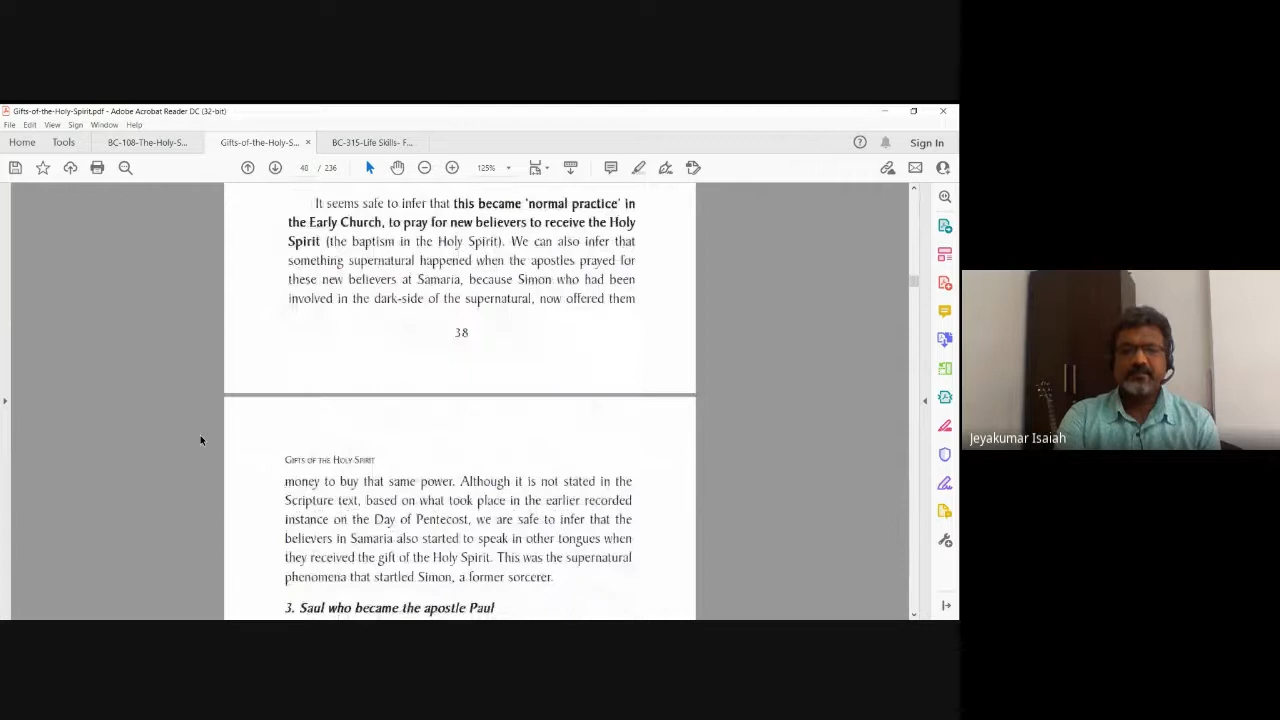 Gifts-of-the-Holy-Spirit.pdf - Adobe Acrobat Reader DC (32-bit)
File Edit View Sign Window Help
Home Tools BC-108-The-Holy-S... Gifts-of-the-Holy-S... × BC-315-Life Skills- F... Sign In
40 / 236 125%
It seems safe to infer that this became 'normal practice' in
the Early Church, to pray for new believers to receive the Holy
Spirit (the baptism in the Holy Spirit). We can also infer that
something supernatural happened when the apostles prayed for
these new believers at Samaria, because Simon who had been
involved in the dark-side of the supernatural, now offered them
38
GIFTS OF THE HOLY SPIRIT
money to buy that same power. Although it is not stated in the
Scripture text, based on what took place in the earlier recorded
instance on the Day of Pentecost, we are safe to infer that the
believers in Samaria also started to speak in other tongues when
they received the gift of the Holy Spirit. This was the supernatural
phenomena that startled Simon, a former sorcerer.
3. Saul who became the apostle Paul
Jeyakumar Isaiah